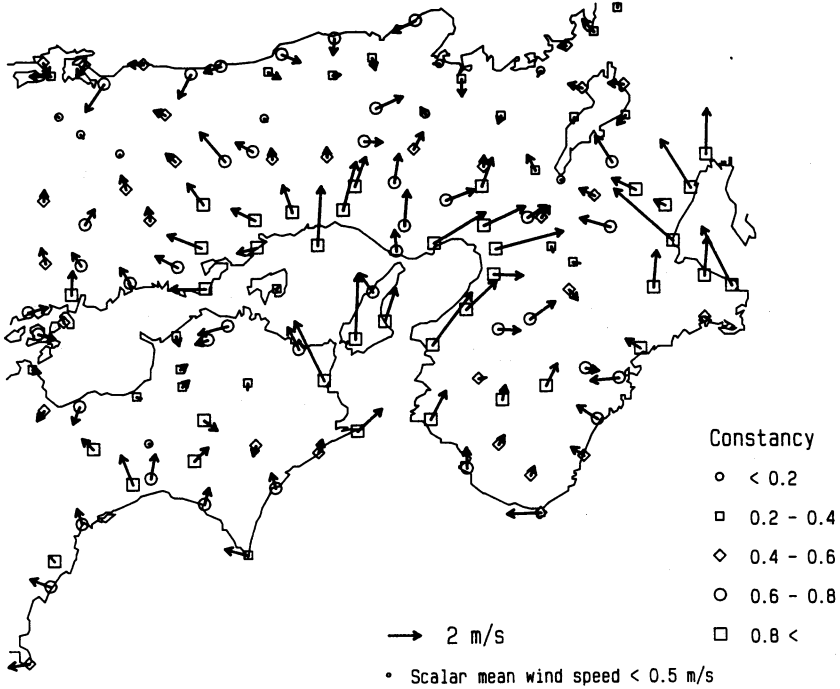 Constancy
< 0.2
0.2 - 0.4
0.4 - 0.6
0.6 - 0.8
0.8 <
2 m/s
Scalar mean wind speed < 0.5 m/s